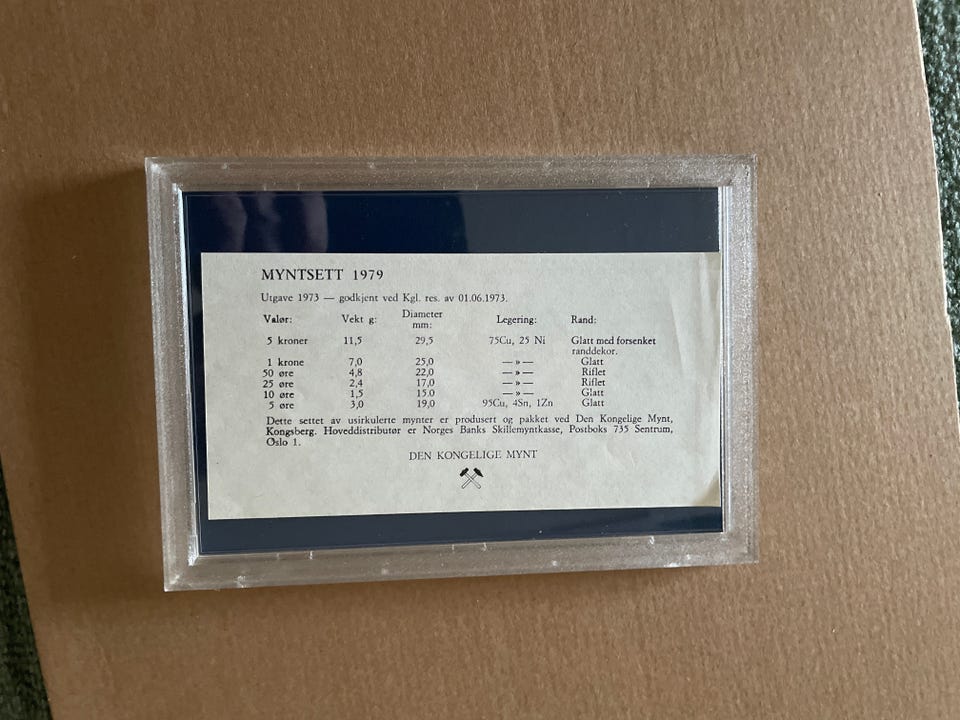 MYNTSETT 1979
Utgave 1973 — godkjent ved Kgl. res. av 01.06.1973.
Valør: Vekt g: Diameter mm: Legering: Rand:
5 kroner 11,5 29,5 75Cu, 25 Ni Glatt med forsenket
randdekor.
1 krone 7,0 25,0 —»— Glatt
50 øre 4,8 22,0 —»— Riflet
25 øre 2,4 17,0 —»— Riflet
10 øre 1,5 15,0 —»— Glatt
5 øre 3,0 19,0 95Cu, 4Sn, 1Zn Glatt
Dette settet av usirkulerte mynter er produsert og pakket ved Den Kongelige Mynt,
Kongsberg. Hoveddistributør er Norges Banks Skillemyntkasse, Postboks 735 Sentrum,
Oslo 1.
DEN KONGELIGE MYNT